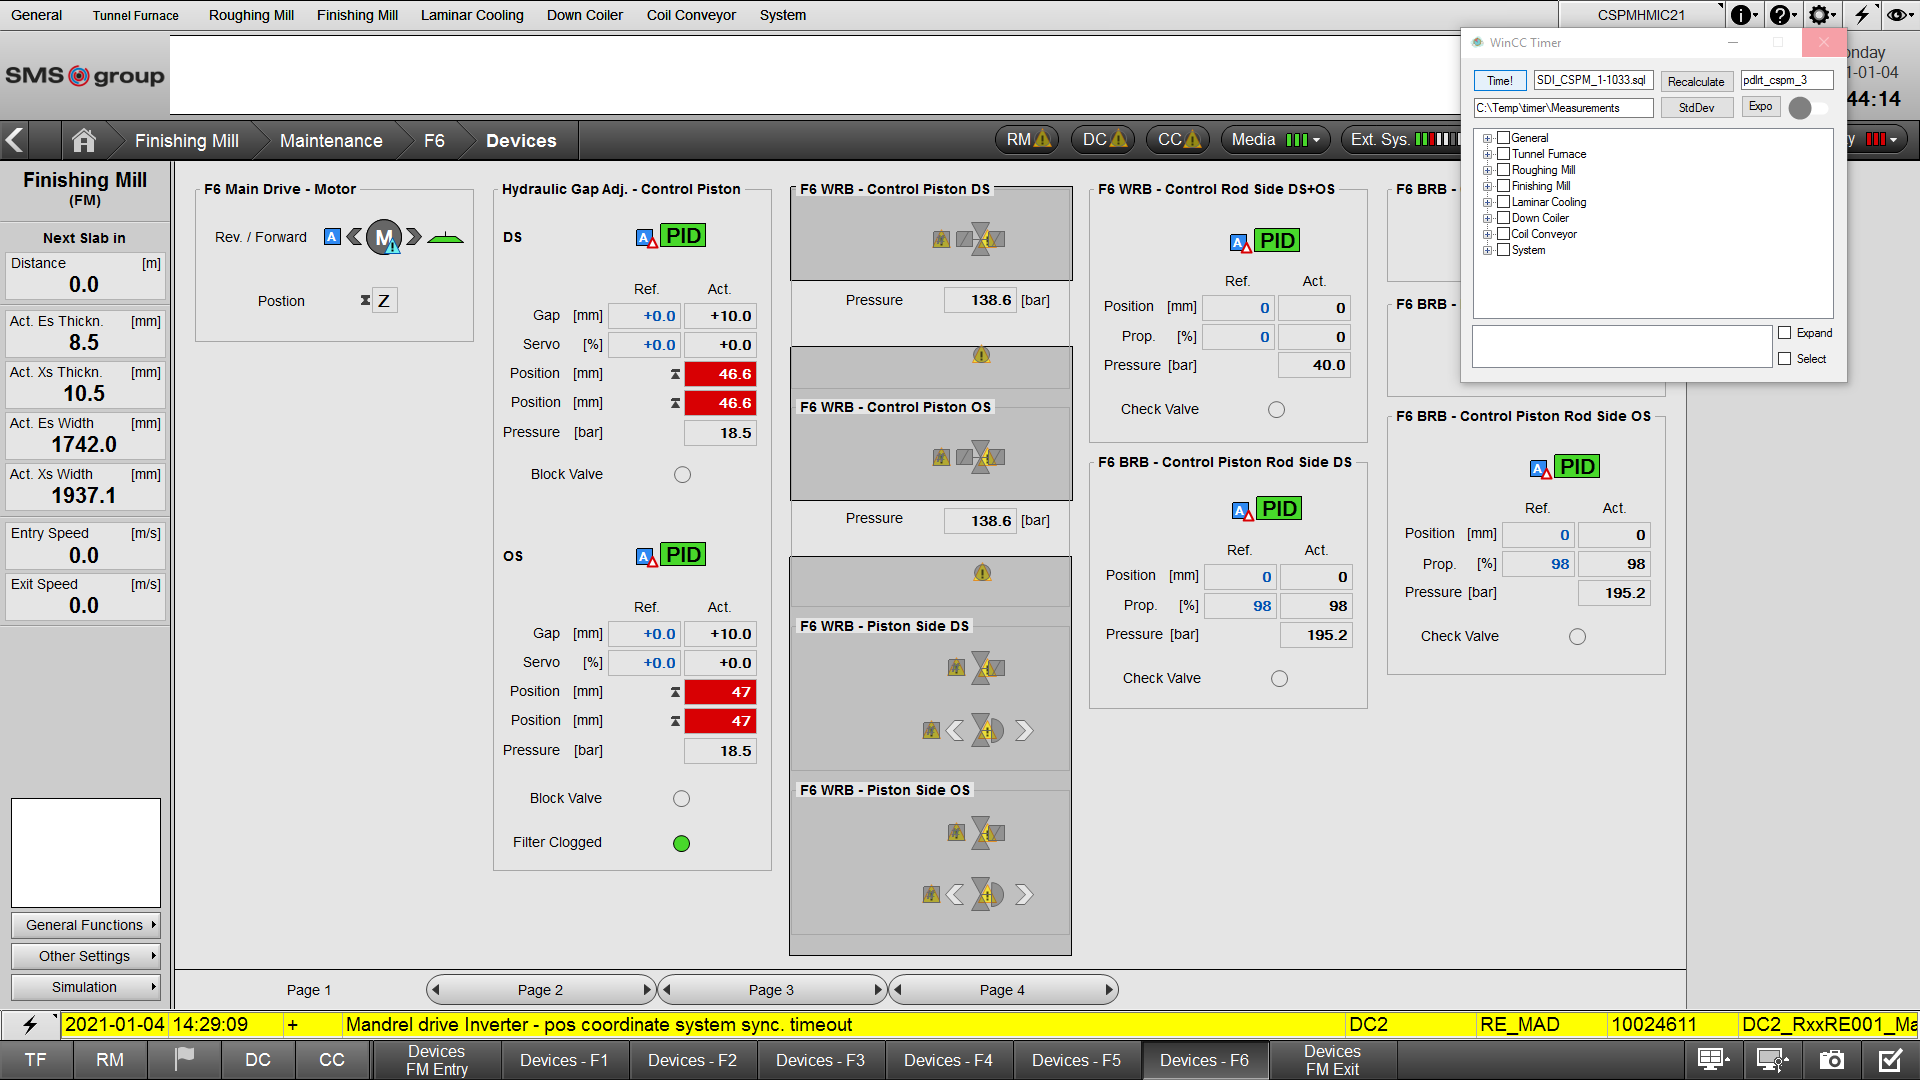 General Tunnel Furnace Roughing Mill Finishing Mill Laminar Cooling Down Coiler Coil Conveyor System CSPMHMIC21
SMS group
WinCC Timer
Time! SDI_CSPM_1-1033.sql Recalculate pdlrt_cspm_3
C:\Temp\timer\Measurements StdDev Expo
General
Tunnel Furnace
Roughing Mill
Finishing Mill
Laminar Cooling
Down Coiler
Coil Conveyor
System
Expand
Select
onday
1-01-04
44:14
Finishing Mill Maintenance F6 Devices RM DC CC Media Ext. Sys. y
Finishing Mill
(FM)
Next Slab in
Distance [m]
0.0
Act. Es Thickn. [mm]
8.5
Act. Xs Thickn. [mm]
10.5
Act. Es Width [mm]
1742.0
Act. Xs Width [mm]
1937.1
Entry Speed [m/s]
0.0
Exit Speed [m/s]
0.0
General Functions
Other Settings
Simulation
F6 Main Drive - Motor
Rev. / Forward A M
Postion Z
Hydraulic Gap Adj. - Control Piston
DS A PID
Ref. Act.
Gap [mm] +0.0 +10.0
Servo [%] +0.0 +0.0
Position [mm] 46.6
Position [mm] 46.6
Pressure [bar] 18.5
Block Valve
OS A PID
Ref. Act.
Gap [mm] +0.0 +10.0
Servo [%] +0.0 +0.0
Position [mm] 47
Position [mm] 47
Pressure [bar] 18.5
Block Valve
Filter Clogged
F6 WRB - Control Piston DS
Pressure 138.6 [bar]
F6 WRB - Control Piston OS
Pressure 138.6 [bar]
F6 WRB - Piston Side DS
F6 WRB - Piston Side OS
F6 WRB - Control Rod Side DS+OS
A PID
Ref. Act.
Position [mm] 0 0
Prop. [%] 0 0
Pressure [bar] 40.0
Check Valve
F6 BRB - Control Piston Rod Side DS
A PID
Ref. Act.
Position [mm] 0 0
Prop. [%] 98 98
Pressure [bar] 195.2
Check Valve
F6 BRB -
F6 BRB -
F6 BRB - Control Piston Rod Side OS
A PID
Ref. Act.
Position [mm] 0 0
Prop. [%] 98 98
Pressure [bar] 195.2
Check Valve
Page 1 Page 2 Page 3 Page 4
2021-01-04 14:29:09 + Mandrel drive Inverter - pos coordinate system sync. timeout DC2 RE_MAD 10024611 DC2_RxxRE001_Ma
TF RM DC CC Devices FM Entry Devices - F1 Devices - F2 Devices - F3 Devices - F4 Devices - F5 Devices - F6 Devices FM Exit